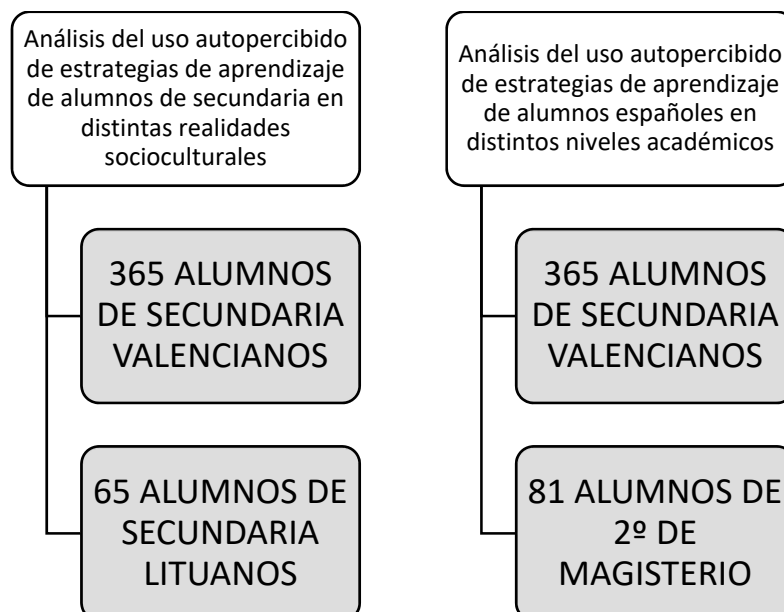 Análisis del uso autopercibido
de estrategias de aprendizaje
de alumnos de secundaria en
distintas realidades
socioculturales
365 ALUMNOS
DE SECUNDARIA
VALENCIANOS
65 ALUMNOS DE
SECUNDARIA
LITUANOS
Análisis del uso autopercibido
de estrategias de aprendizaje
de alumnos españoles en
distintos niveles académicos
365 ALUMNOS
DE SECUNDARIA
VALENCIANOS
81 ALUMNOS DE
2º DE
MAGISTERIO